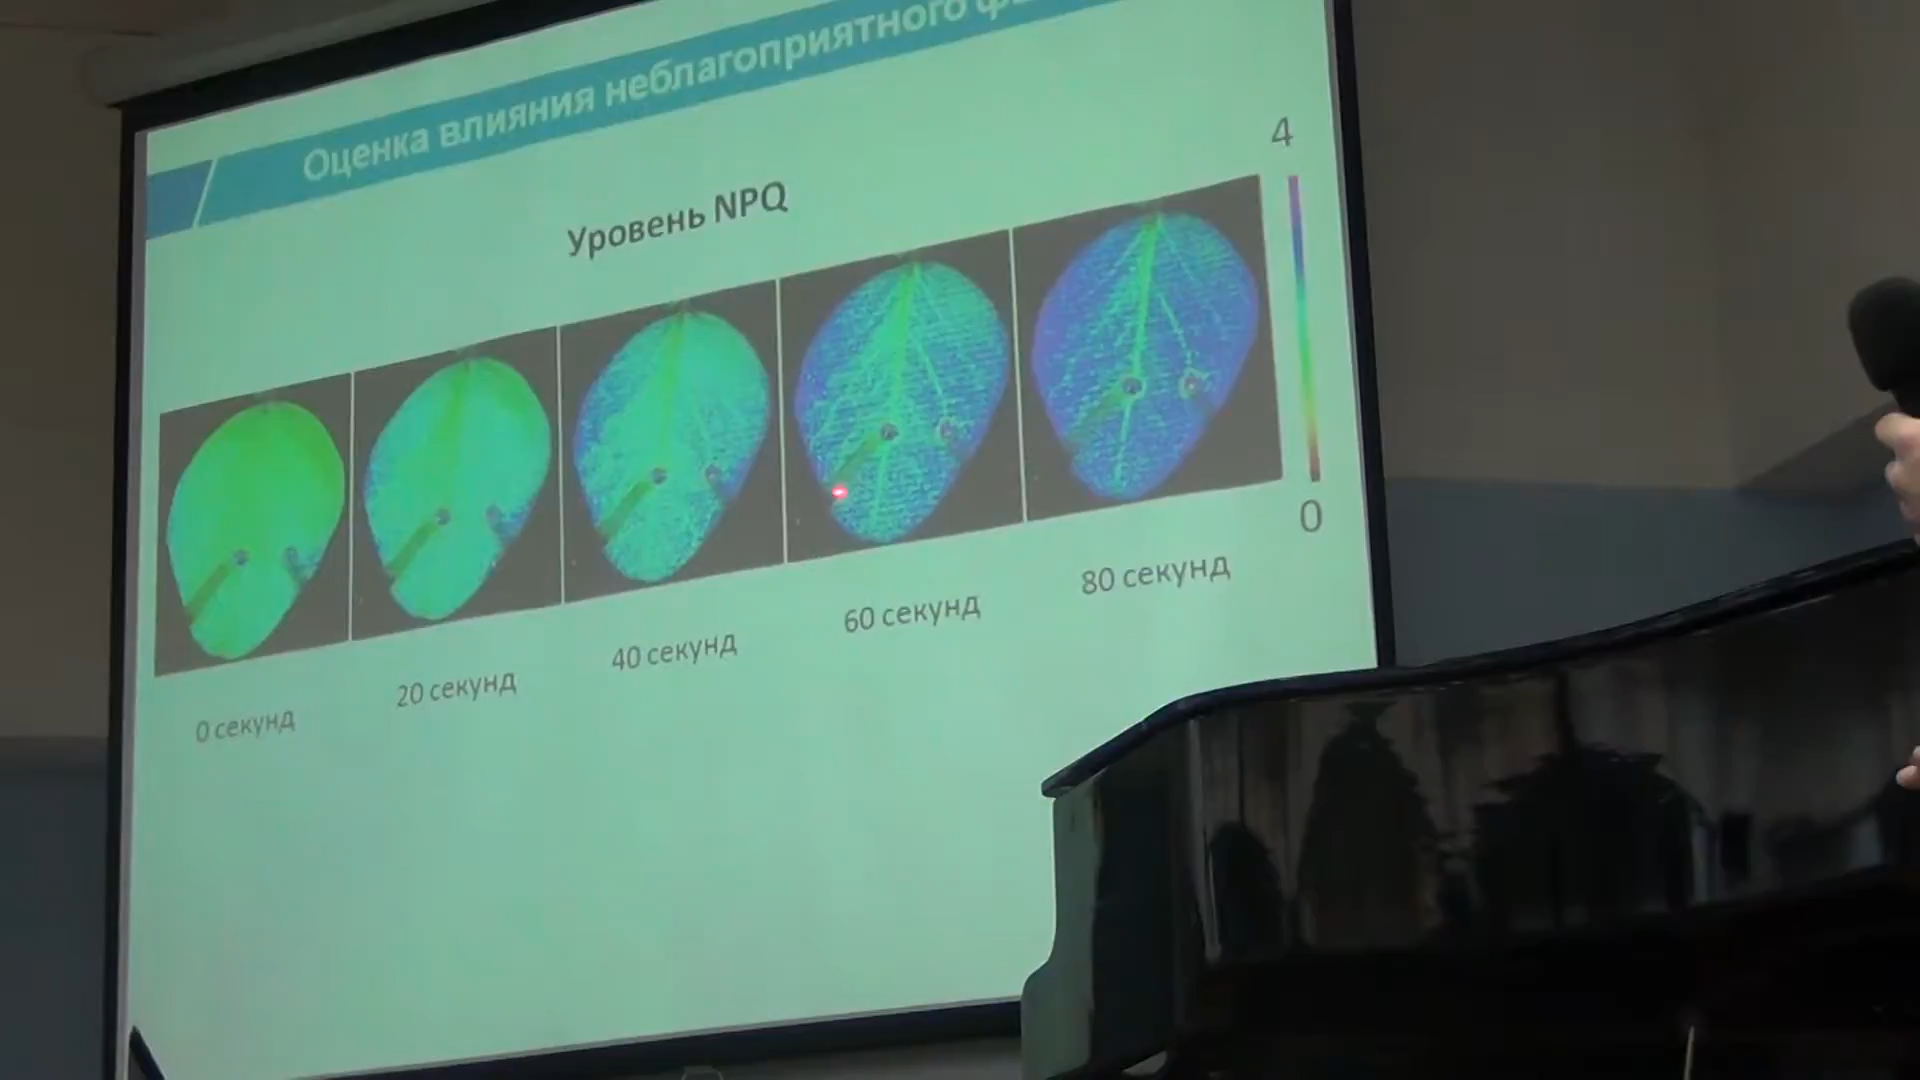 Оценка влияния неблагоприятного
Уровень NPQ
4
0
0 секунд
20 секунд
40 секунд
60 секунд
80 секунд